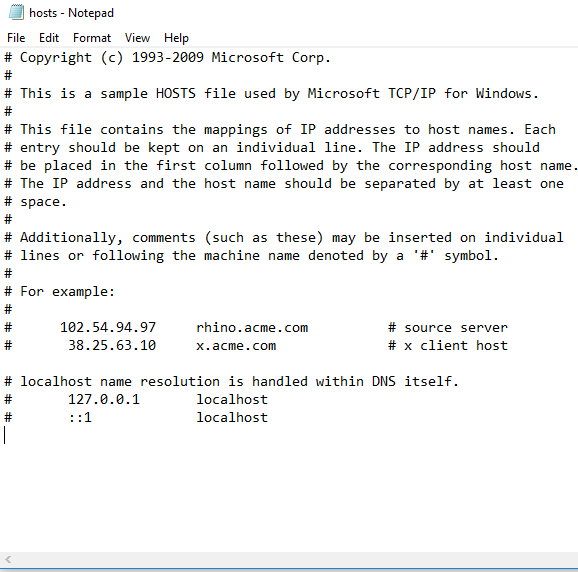 hosts - Notepad
File Edit Format View Help
# Copyright (c) 1993-2009 Microsoft Corp.
#
# This is a sample HOSTS file used by Microsoft TCP/IP for Windows.
#
# This file contains the mappings of IP addresses to host names. Each
# entry should be kept on an individual line. The IP address should
# be placed in the first column followed by the corresponding host name.
# The IP address and the host name should be separated by at least one
# space.
#
# Additionally, comments (such as these) may be inserted on individual
# lines or following the machine name denoted by a '#' symbol.
#
# For example:
#
#      102.54.94.97     rhino.acme.com          # source server
#       38.25.63.10     x.acme.com              # x client host

# localhost name resolution is handled within DNS itself.
#       127.0.0.1       localhost
#       ::1             localhost